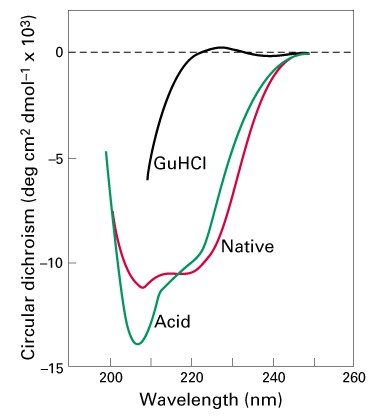 Circular dichroism (deg cm² dmol⁻¹ x 10³)
0
−5
−10
−15
GuHCl
Native
Acid
200
220
240
260
Wavelength (nm)